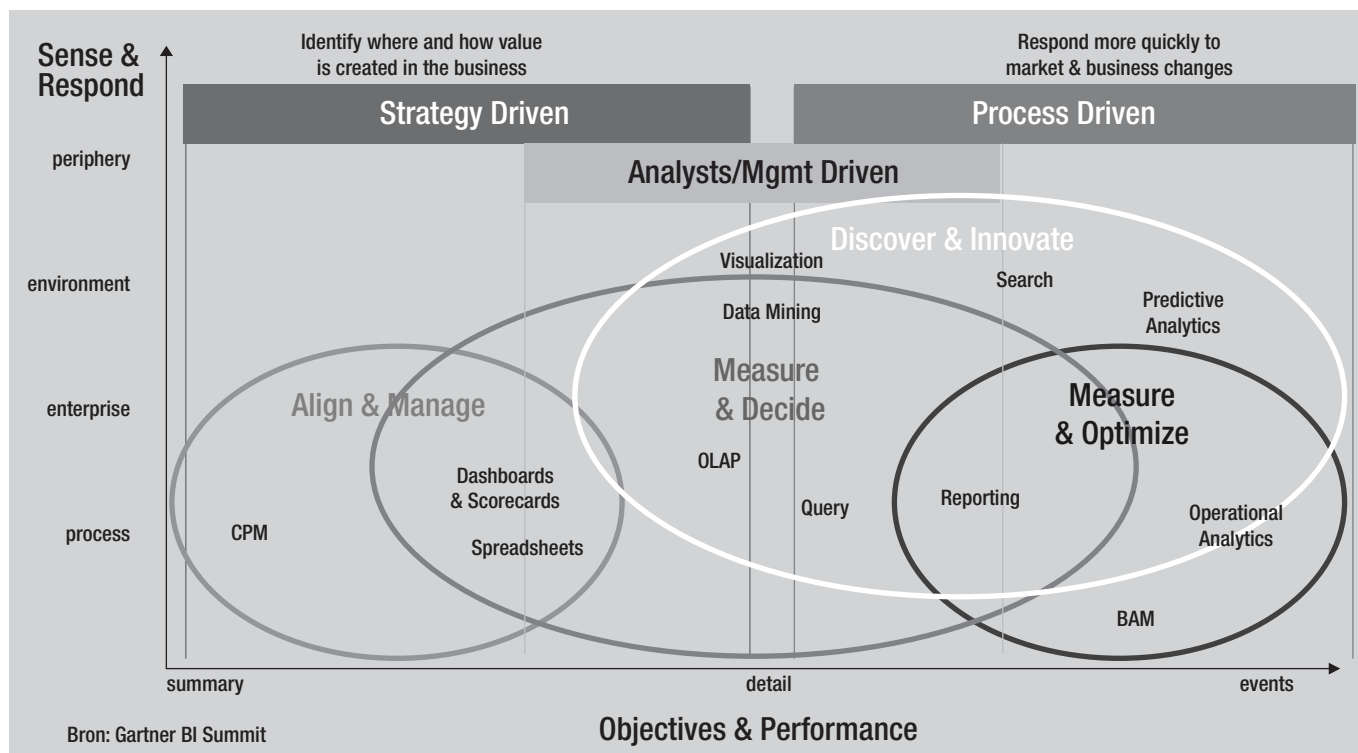 Sense &
Respond
Identify where and how value
is created in the business
Respond more quickly to
market & business changes
Strategy Driven
Process Driven
periphery
Analysts/Mgmt Driven
Discover & Innovate
Visualization
environment
Search
Data Mining
Predictive
Analytics
Measure
& Decide
Align & Manage
enterprise
Measure
& Optimize
OLAP
Dashboards
& Scorecards
Query
Reporting
process
CPM
Spreadsheets
Operational
Analytics
BAM
summary
detail
events
Objectives & Performance
Bron: Gartner BI Summit